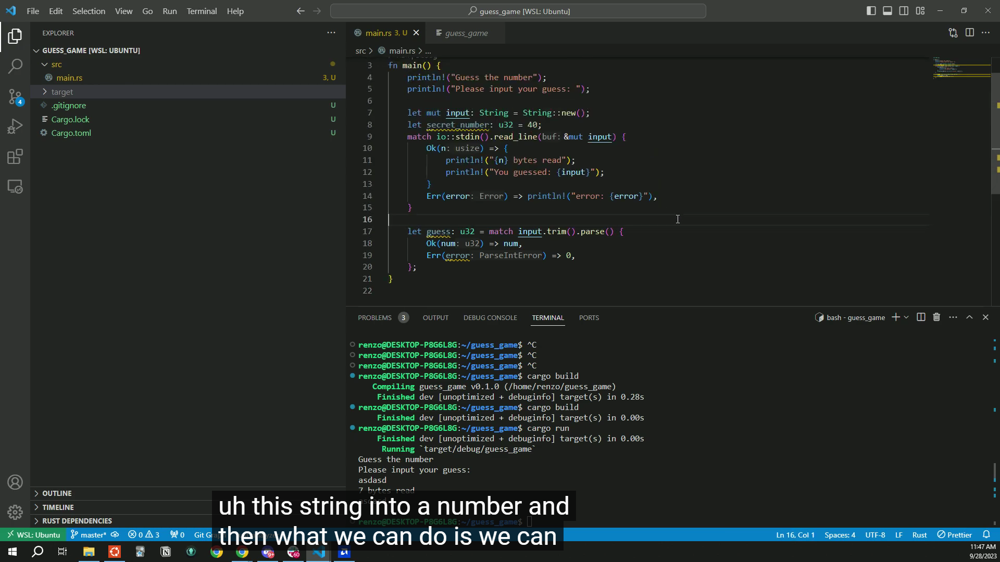 File Edit Selection View Go Run Terminal Help
guess_game [WSL: Ubuntu]
EXPLORER
GUESS_GAME [WSL: UBUNTU]
src
main.rs 3, U
target
.gitignore U
Cargo.lock U
Cargo.toml U
4
OUTLINE
TIMELINE
RUST DEPENDENCIES
main.rs 3, U
guess_game
src > main.rs > ...
3 fn main() {
4 println!("Guess the number");
5 println!("Please input your guess: ");
6
7 let mut input: String = String::new();
8 let secret_number: u32 = 40;
9 match io::stdin().read_line(buf: &mut input) {
10 Ok(n: usize) => {
11 println!("{n} bytes read");
12 println!("You guessed: {input}");
13 }
14 Err(error: Error) => println!("error: {error}"),
15 }
16
17 let guess: u32 = match input.trim().parse() {
18 Ok(num: u32) => num,
19 Err(error: ParseIntError) => 0,
20 };
21 }
22
PROBLEMS 3 OUTPUT DEBUG CONSOLE TERMINAL PORTS
bash - guess_game
renzo@DESKTOP-P8G6L8G:~/guess_game$ ^C
renzo@DESKTOP-P8G6L8G:~/guess_game$ ^C
renzo@DESKTOP-P8G6L8G:~/guess_game$ ^C
renzo@DESKTOP-P8G6L8G:~/guess_game$ cargo build
Compiling guess_game v0.1.0 (/home/renzo/guess_game)
Finished dev [unoptimized + debuginfo] target(s) in 0.28s
renzo@DESKTOP-P8G6L8G:~/guess_game$ cargo build
Finished dev [unoptimized + debuginfo] target(s) in 0.00s
renzo@DESKTOP-P8G6L8G:~/guess_game$ cargo run
Finished dev [unoptimized + debuginfo] target(s) in 0.00s
Running `target/debug/guess_game`
Guess the number
Please input your guess:
asdasd
7 bytes read
renzo@DESKTOP-P8G6L8G:~/guess_game$
uh this string into a number and
then what we can do is we can
WSL: Ubuntu master* 0 3 0 Git
Ln 16, Col 1 Spaces: 4 UTF-8 LF Rust Prettier
9+
60
11:47 AM
9/28/2023